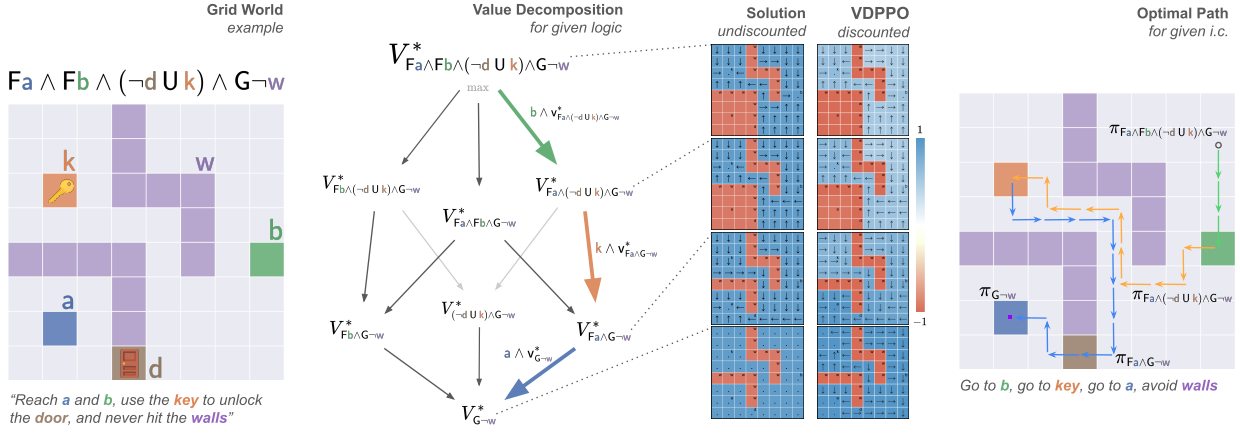 Grid World
example
Fa ∧ Fb ∧ (¬d U k) ∧ G¬w
k
w
b
a
d
“Reach a and b, use the key to unlock
the door, and never hit the walls”
Value Decomposition
for given logic
V*Fa∧Fb∧(¬d U k)∧G¬w
max
b ∧ v*Fa∧(¬d U k)∧G¬w
V*Fb∧(¬d U k)∧G¬w
V*Fa∧(¬d U k)∧G¬w
V*Fa∧Fb∧G¬w
k ∧ v*Fa∧G¬w
V*(¬d U k)∧G¬w
V*Fb∧G¬w
V*Fa∧G¬w
a ∧ v*G¬w
V*G¬w
Solution
undiscounted
VDPPO
discounted
1
−1
Optimal Path
for given i.c.
πFa∧Fb∧(¬d U k)∧G¬w
πG¬w
πFa∧(¬d U k)∧G¬w
πFa∧G¬w
Go to b, go to key, go to a, avoid walls